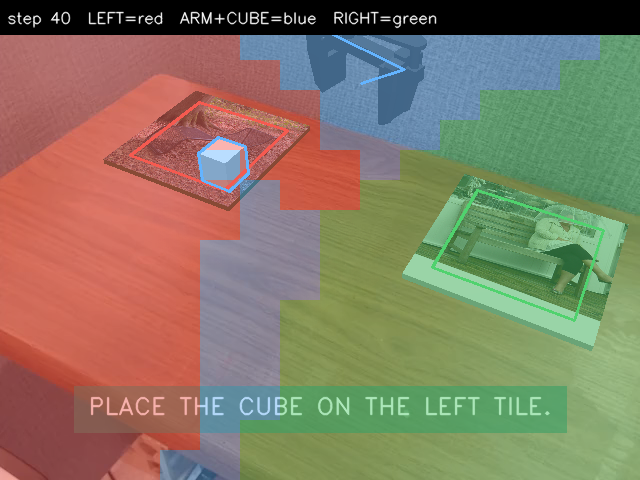 step 40 LEFT=red ARM+CUBE=blue RIGHT=green
PLACE THE CUBE ON THE LEFT TILE.